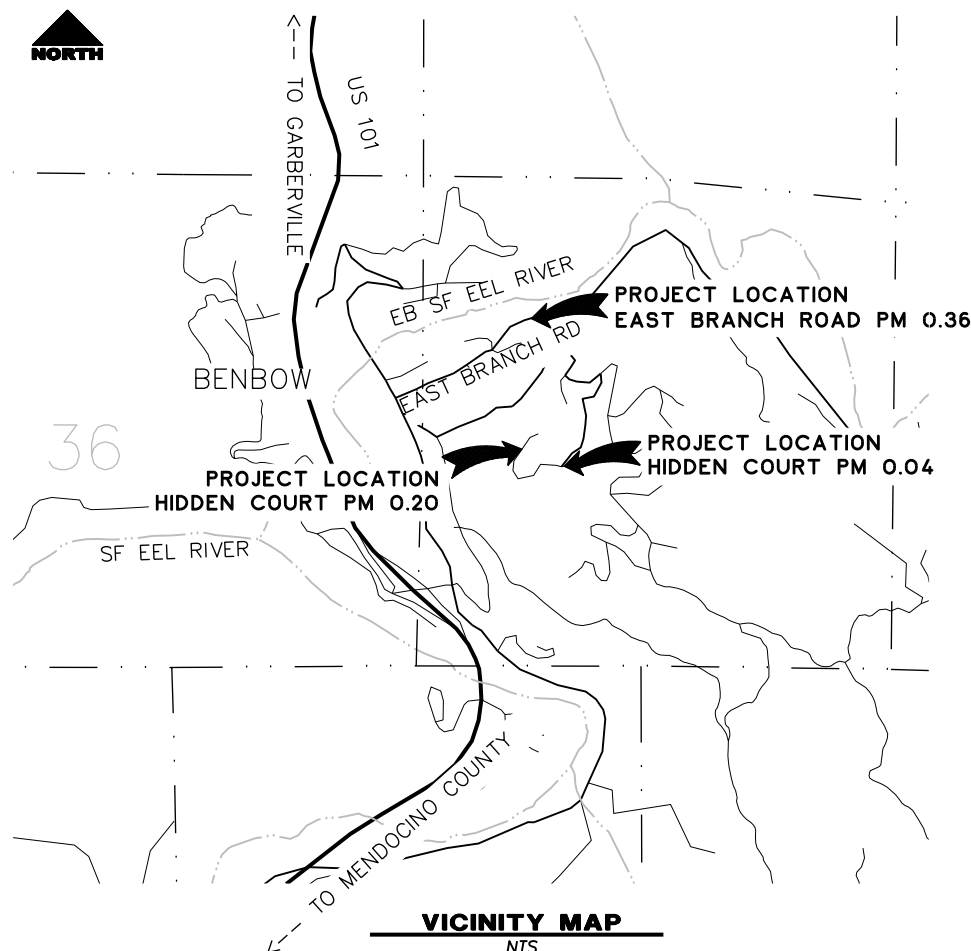 NORTH
TO GARBERVILLE
US 101
EB SF EEL RIVER
PROJECT LOCATION
EAST BRANCH ROAD PM 0.36
EAST BRANCH RD
BENBOW
36
PROJECT LOCATION
HIDDEN COURT PM 0.04
PROJECT LOCATION
HIDDEN COURT PM 0.20
SF EEL RIVER
TO MENDOCINO COUNTY
VICINITY MAP
NTS